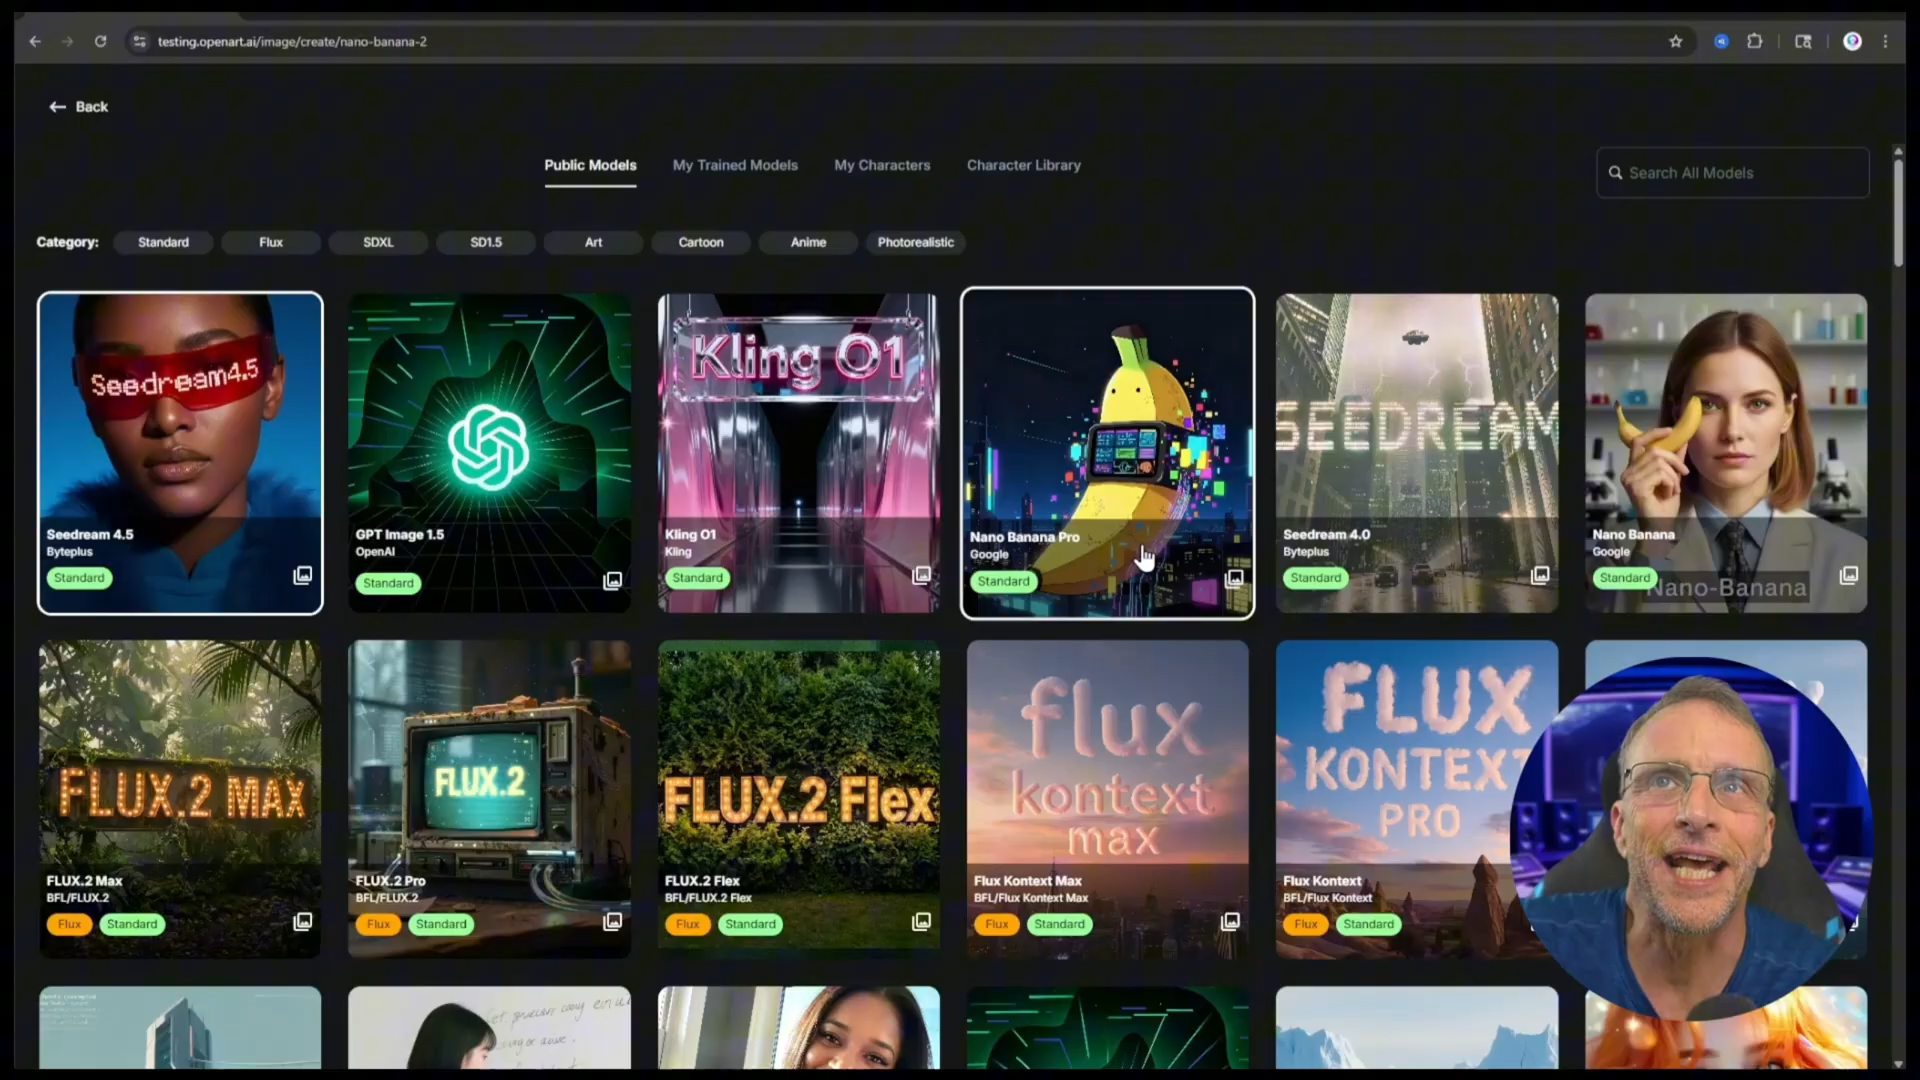 testing.openart.ai/image/create/nano-banana-2
Back
Public Models
My Trained Models
My Characters
Character Library
Search All Models
Category:
Standard
Flux
SDXL
SD1.5
Art
Cartoon
Anime
Photorealistic
Seedream4.5
Seedream 4.5
Byteplus
Standard
GPT Image 1.5
OpenAI
Standard
Kling O1
Kling O1
Kling
Standard
Nano Banana Pro
Google
Standard
SEEDREAM
Seedream 4.0
Byteplus
Standard
Nano Banana
Google
Standard
Nano-Banana
FLUX.2 MAX
FLUX.2 Max
BFL/FLUX.2
Flux
Standard
FLUX.2
FLUX.2 Pro
BFL/FLUX.2
Flux
Standard
FLUX.2 Flex
FLUX.2 Flex
BFL/FLUX.2 Flex
Flux
Standard
flux
kontext
max
Flux Kontext Max
BFL/Flux Kontext Max
Flux
Standard
FLUX
KONTEXT
PRO
Flux Kontext
BFL/Flux Kontext
Flux
Standard